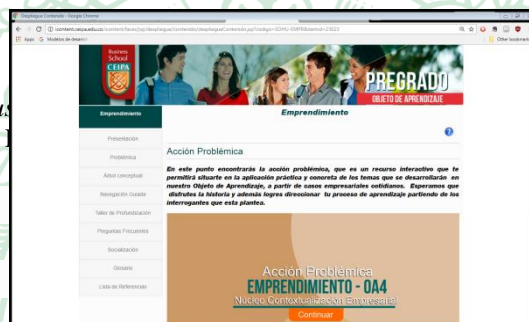 Despliegue Contenido - Google Chrome
Apps
Modelos de desarro
Other bookmarks
Business
School
CEIPA
PREGRADO
OBJETO DE APRENDIZAJE
Emprendimiento
Emprendimiento
Presentación
Problémica
Árbol conceptual
Navegación Guiada
Taller de Profundización
Preguntas Frecuentes
Socialización
Glosario
Lista de Referencias
Acción Problémica
En este punto encontrarás la acción problémica, que es un recurso interactivo que te
permitirá situarte en la aplicación práctica y concreta de los temas que se desarrollarán en
nuestro Objeto de Aprendizaje, a partir de casos empresariales cotidianos. Esperamos que
disfrutes la historia y además logres direccionar tu proceso de aprendizaje partiendo de los
interrogantes que esta plantea.
Acción Problémica
EMPRENDIMIENTO - OA4
Núcleo Contextualización Empresarial
Continuar